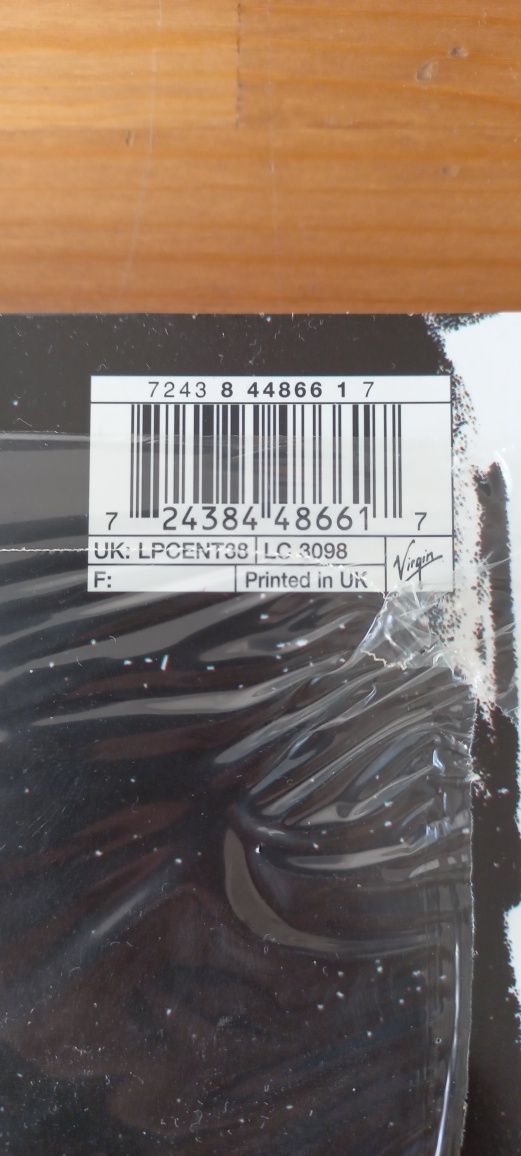 7243 8 44866 1 7
7 24384 48661 7
UK: LPCENT38 LC 3098
Virgin
F: Printed in UK